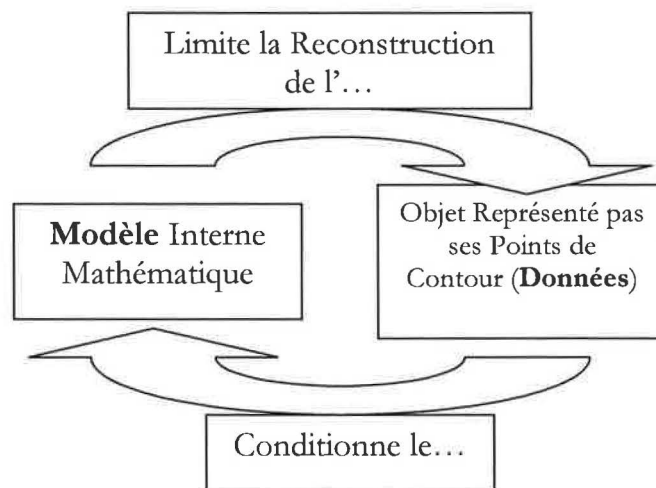 Limite la Reconstruction
de l'…
Modèle Interne
Mathématique
Objet Représenté pas
ses Points de
Contour (Données)
Conditionne le…